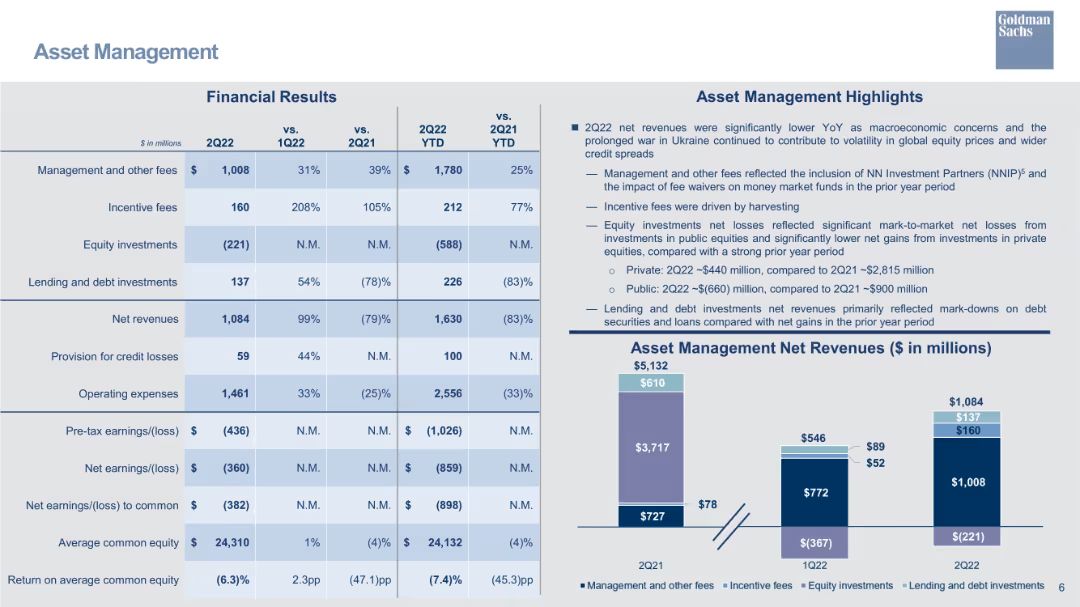 Goldman
Sachs
Asset Management
Financial Results
$ in millions 2Q22 vs. 1Q22 vs. 2Q21 2Q22 YTD vs. 2Q21 YTD
Management and other fees $ 1,008 31% 39% $ 1,780 25%
Incentive fees 160 208% 105% 212 77%
Equity investments (221) N.M. N.M. (588) N.M.
Lending and debt investments 137 54% (78)% 226 (83)%
Net revenues 1,084 99% (79)% 1,630 (83)%
Provision for credit losses 59 44% N.M. 100 N.M.
Operating expenses 1,461 33% (25)% 2,556 (33)%
Pre-tax earnings/(loss) $ (436) N.M. N.M. $ (1,026) N.M.
Net earnings/(loss) $ (360) N.M. N.M. $ (859) N.M.
Net earnings/(loss) to common $ (382) N.M. N.M. $ (898) N.M.
Average common equity $ 24,310 1% (4)% $ 24,132 (4)%
Return on average common equity (6.3)% 2.3pp (47.1)pp (7.4)% (45.3)pp
Asset Management Highlights
■ 2Q22 net revenues were significantly lower YoY as macroeconomic concerns and the
prolonged war in Ukraine continued to contribute to volatility in global equity prices and wider
credit spreads
— Management and other fees reflected the inclusion of NN Investment Partners (NNIP)⁵ and
the impact of fee waivers on money market funds in the prior year period
— Incentive fees were driven by harvesting
— Equity investments net losses reflected significant mark-to-market net losses from
investments in public equities and significantly lower net gains from investments in private
equities, compared with a strong prior year period
o Private: 2Q22 ~$440 million, compared to 2Q21 ~$2,815 million
o Public: 2Q22 ~$(660) million, compared to 2Q21 ~$900 million
— Lending and debt investments net revenues primarily reflected mark-downs on debt
securities and loans compared with net gains in the prior year period
Asset Management Net Revenues ($ in millions)
$5,132
$610
$3,717
$78
$727
$546
$89
$52
$772
$(367)
$1,084
$137
$160
$1,008
$(221)
2Q21 1Q22 2Q22
■ Management and other fees ■ Incentive fees ■ Equity investments ■ Lending and debt investments
6